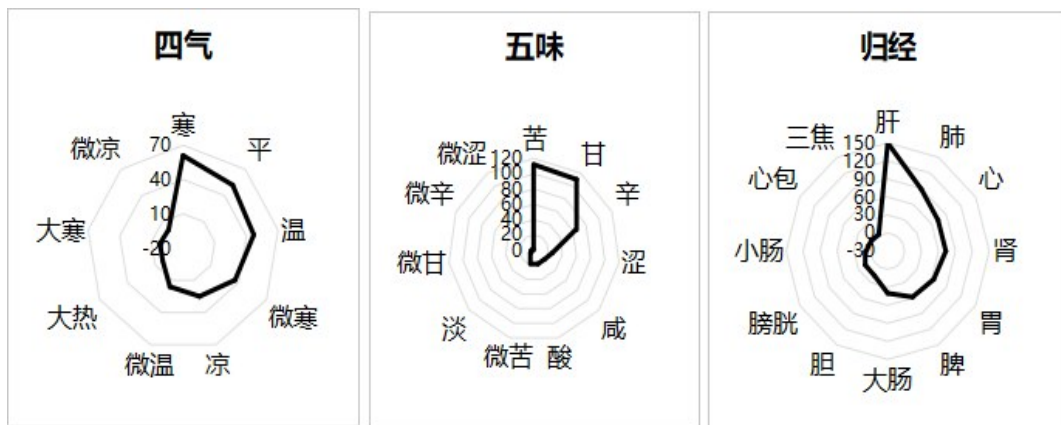 四气
寒
平
温
微寒
凉
微温
大热
大寒
微凉
70
40
10
-20
五味
苦
甘
辛
涩
咸
酸
微苦
淡
微甘
微辛
微涩
120
100
80
60
40
20
0
归经
肝
肺
心
肾
胃
脾
大肠
胆
膀胱
小肠
心包
三焦
150
120
90
60
30
0
-30